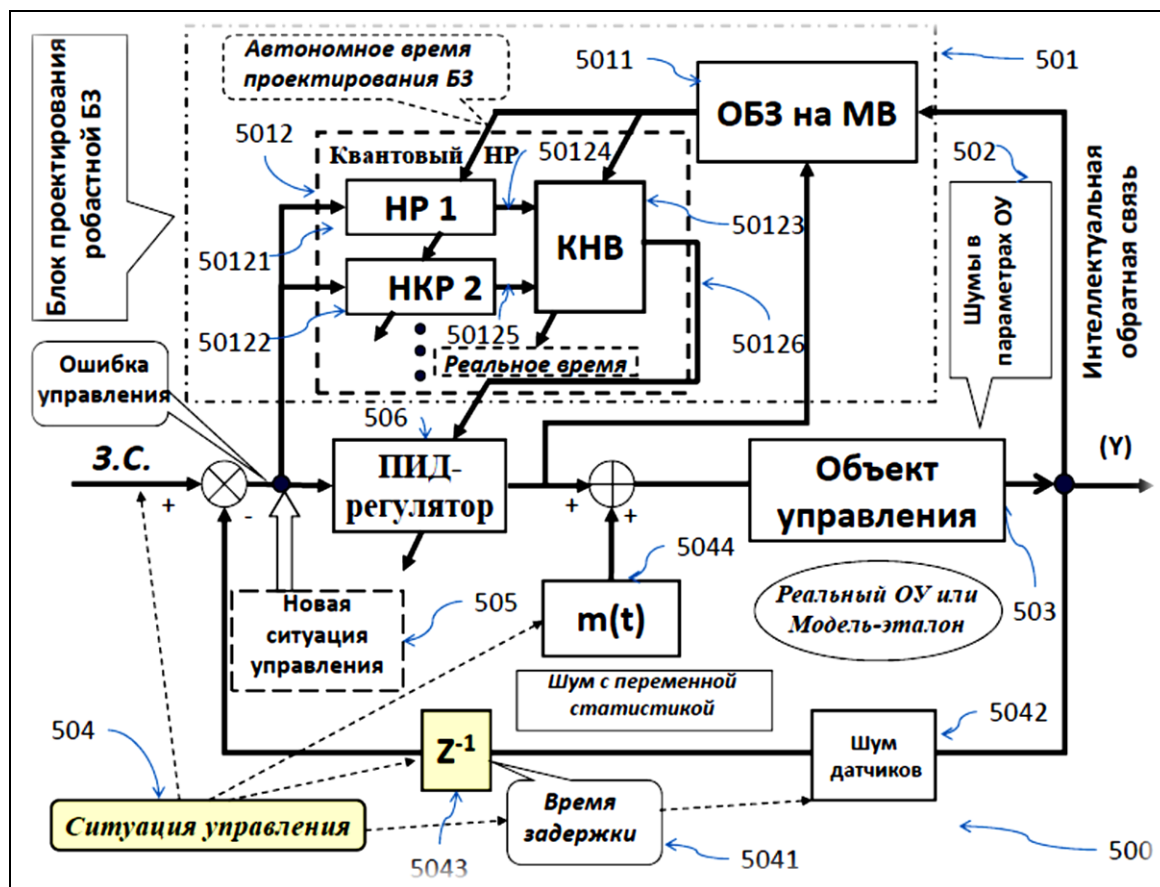 Автономное время
проектирования БЗ
5011
501
ОБЗ на МВ
Блок проектирования
робастной БЗ
5012
Квантовый НР
50124
502
НР 1
50123
КНВ
50121
НКР 2
50122
50125
50126
Реальное время
Шумы в
параметрах ОУ
Интеллектуальная
обратная связь
Ошибка
управления
506
З.С.
+
-
ПИД-
регулятор
+
+
Объект
управления
(Y)
5044
m(t)
503
Реальный ОУ или
Модель-эталон
Новая
ситуация
управления
505
Шум с переменной
статистикой
504
Z-1
5042
Шум
датчиков
Ситуация управления
Время
задержки
5043
5041
500